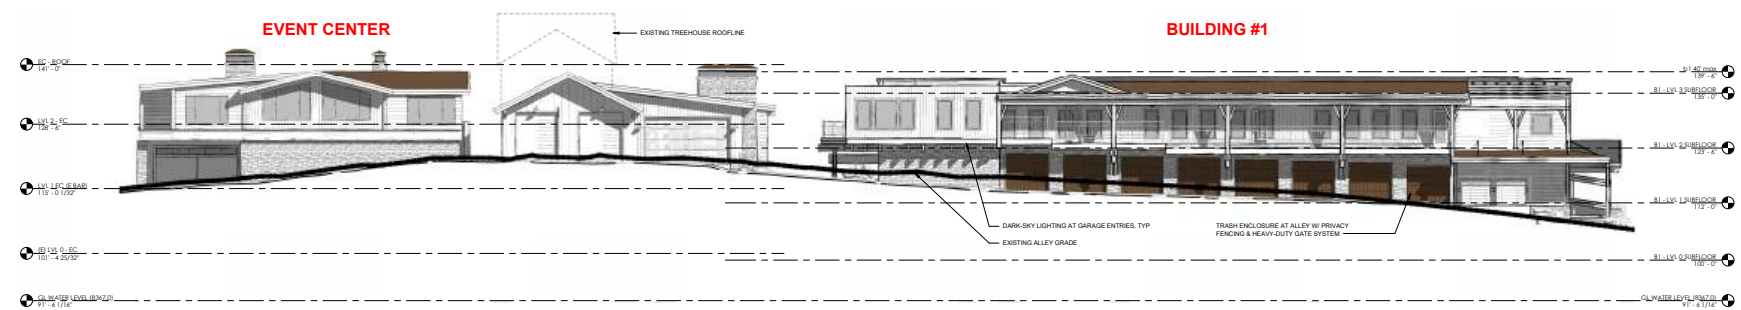 EVENT CENTER
BUILDING #1
EXISTING TREEHOUSE ROOFLINE
EC - ROOF
141' - 0"
b1 40' max
139' - 6"
B1 - LVL 3 SUBFLOOR
135' - 0"
LVL 2 - EC
128' - 6"
B1 - LVL 2 SUBFLOOR
123' - 6"
LVL 1 EC (E BAR)
115' - 0 1/32"
B1 - LVL 1 SUBFLOOR
112' - 0"
DARK-SKY LIGHTING AT GARAGE ENTRIES, TYP
EXISTING ALLEY GRADE
TRASH ENCLOSURE AT ALLEY W/ PRIVACY
FENCING & HEAVY-DUTY GATE SYSTEM
(E) LVL 0 - EC
101' - 4 25/32"
B1 - LVL 0 SUBFLOOR
100' - 0"
GL WATER LEVEL (8367.0)
91' - 6 1/16"
GL WATER LEVEL (8367.0)
91' - 6 1/16"